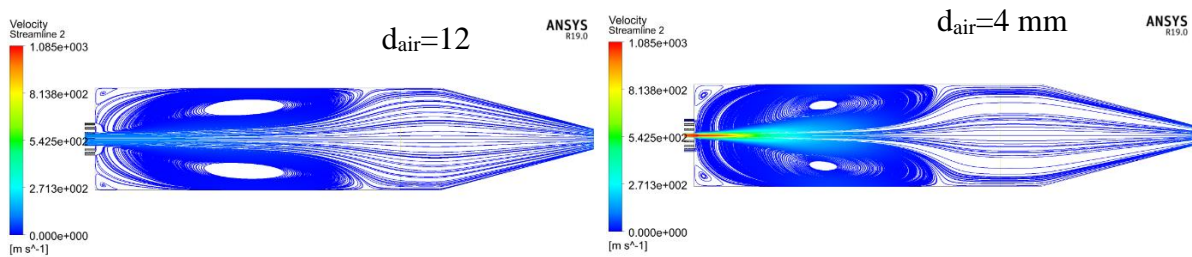 Velocity
Streamline 2
1.085e+003
8.138e+002
5.425e+002
2.713e+002
0.000e+000
[m s^-1]
dair=12
ANSYS
R19.0
Velocity
Streamline 2
1.085e+003
8.138e+002
5.425e+002
2.713e+002
0.000e+000
[m s^-1]
dair=4 mm
ANSYS
R19.0